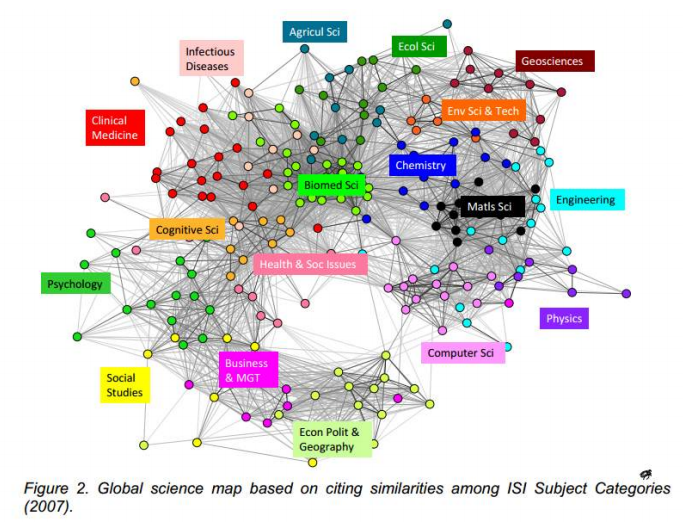 Agricul Sci
Ecol Sci
Infectious
Diseases
Geosciences
Env Sci & Tech
Clinical
Medicine
Chemistry
Biomed Sci
Matls Sci
Engineering
Cognitive Sci
Health & Soc Issues
Psychology
Physics
Computer Sci
Business
& MGT
Social
Studies
Econ Polit &
Geography
Figure 2. Global science map based on citing similarities among ISI Subject Categories
(2007).